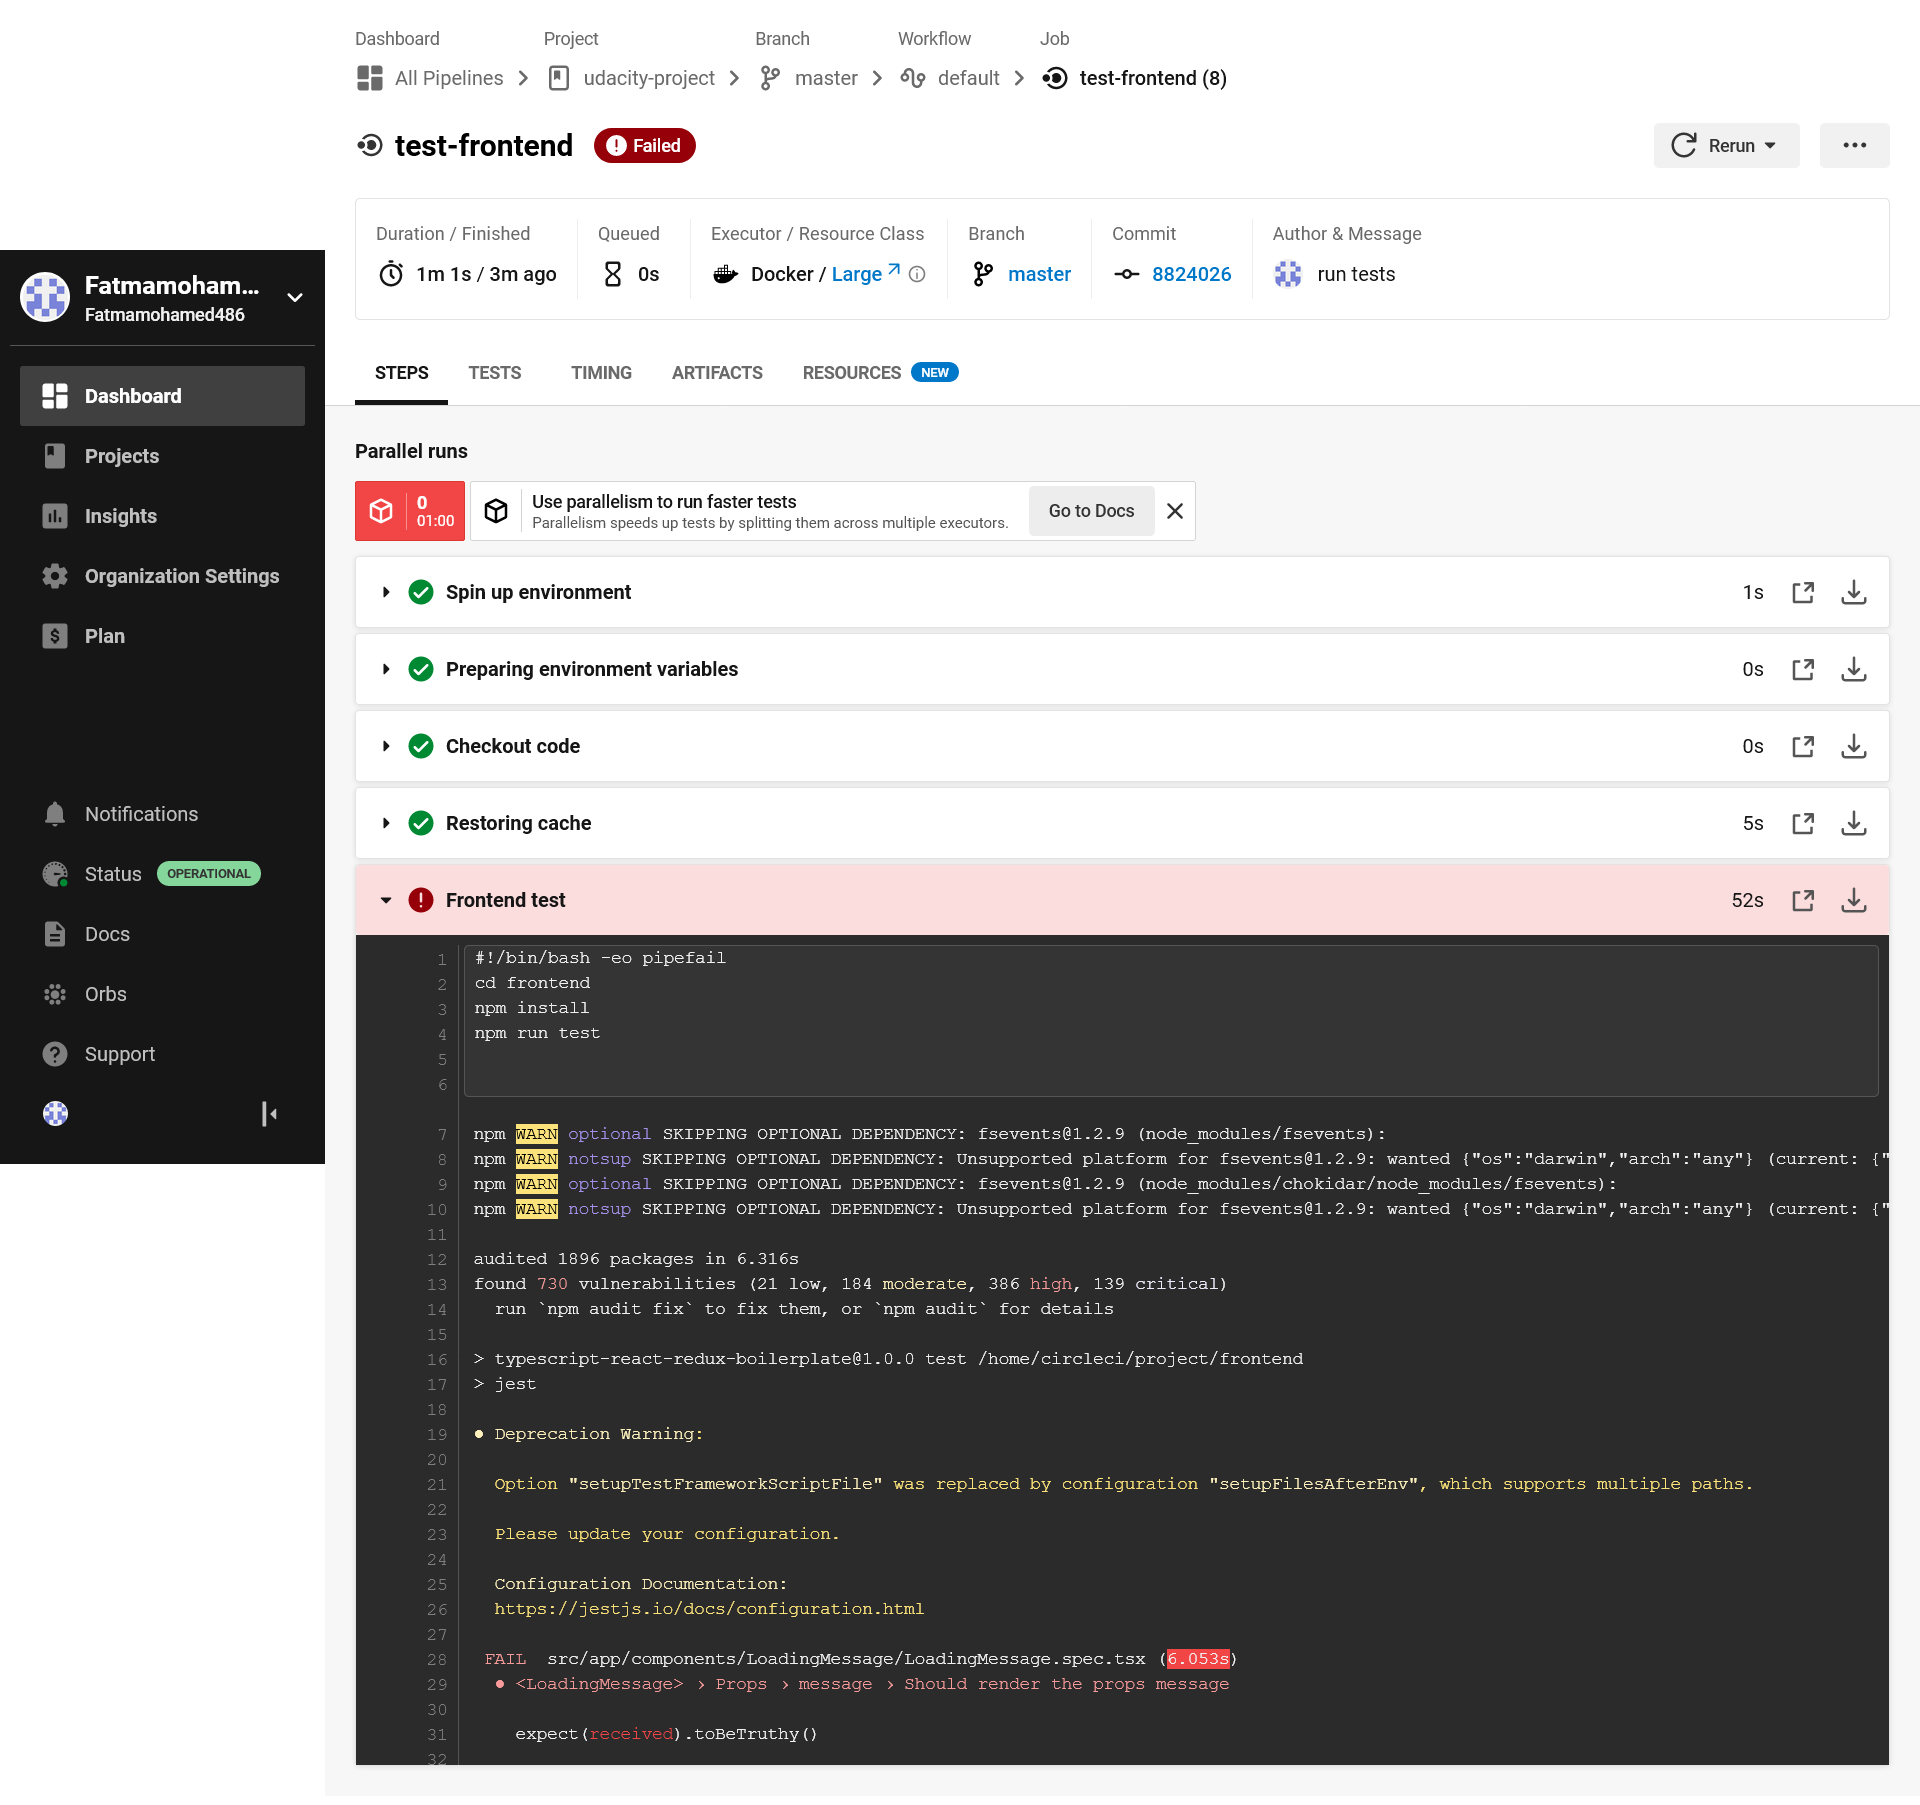 Dashboard Project Branch Workflow Job
All Pipelines udacity-project master default test-frontend (8)
test-frontend Failed Rerun
Duration / Finished Queued Executor / Resource Class Branch Commit Author & Message
1m 1s / 3m ago 0s Docker / Large master 8824026 run tests
Fatmamoham...
Fatmamohamed486
Dashboard
Projects
Insights
Organization Settings
Plan
Notifications
Status OPERATIONAL
Docs
Orbs
Support
STEPS TESTS TIMING ARTIFACTS RESOURCES NEW
Parallel runs
0
01:00
Use parallelism to run faster tests
Parallelism speeds up tests by splitting them across multiple executors.
Go to Docs
Spin up environment 1s
Preparing environment variables 0s
Checkout code 0s
Restoring cache 5s
Frontend test 52s
1 #!/bin/bash -eo pipefail
2 cd frontend
3 npm install
4 npm run test
5
6
7 npm WARN optional SKIPPING OPTIONAL DEPENDENCY: fsevents@1.2.9 (node_modules/fsevents):
8 npm WARN notsup SKIPPING OPTIONAL DEPENDENCY: Unsupported platform for fsevents@1.2.9: wanted {"os":"darwin","arch":"any"} (current: {"
9 npm WARN optional SKIPPING OPTIONAL DEPENDENCY: fsevents@1.2.9 (node_modules/chokidar/node_modules/fsevents):
10 npm WARN notsup SKIPPING OPTIONAL DEPENDENCY: Unsupported platform for fsevents@1.2.9: wanted {"os":"darwin","arch":"any"} (current: {"
11
12 audited 1896 packages in 6.316s
13 found 730 vulnerabilities (21 low, 184 moderate, 386 high, 139 critical)
14 run `npm audit fix` to fix them, or `npm audit` for details
15
16 > typescript-react-redux-boilerplate@1.0.0 test /home/circleci/project/frontend
17 > jest
18
19 ● Deprecation Warning:
20
21 Option "setupTestFrameworkScriptFile" was replaced by configuration "setupFilesAfterEnv", which supports multiple paths.
22
23 Please update your configuration.
24
25 Configuration Documentation:
26 https://jestjs.io/docs/configuration.html
27
28 FAIL src/app/components/LoadingMessage/LoadingMessage.spec.tsx (6.053s)
29 ● <LoadingMessage> › Props › message › Should render the props message
30
31 expect(received).toBeTruthy()
32